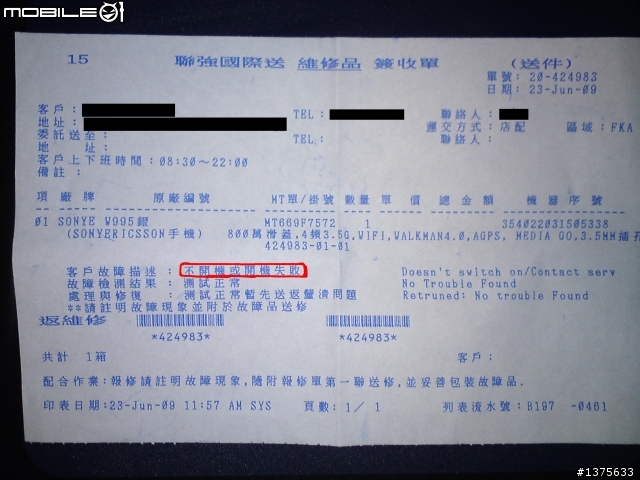 MOBILE01
15 聯強國際送 維修品 簽收單 (送件)
單號: 20-424983
日期: 23-Jun-09
客戶: TEL: 聯絡人:
地址: 運交方式: 店配 區域: FKA
委託送至: TEL: 聯絡人:
地 址:
客戶上下班時間: 08:30~22:00
備註:
項 廠牌 原廠編號 MT單/掛號 數量 單價 總金額 機器序號
01 SONYE W995銀 MT669F7572 1 354022031505338
(SONYERICSSON手機) 800萬滑蓋,4頻3.5G,WIFI,WALKMAN4.0,AGPS, MEDIA GO,3.5MM插孔
424983-01-01
客戶故障描述: 不開機或開機失敗 Doesn't switch on/Contact serv
故障檢測結果: 測試正常 No Trouble Found
處理與修復: 測試正常暫先送返釐清問題 Retruned: No trouble Found
**請註明故障現象並附於故障品送修
返維修 *424983* *424983*
共計 1箱 客戶:
配合作業:報修請註明故障現象,隨附報修單第一聯送修,並妥善包裝故障品.
印表日期:23-Jun-09 11:57 AM SYS 頁數: 1/ 1 列表流水號: B197 -0461
#1375633